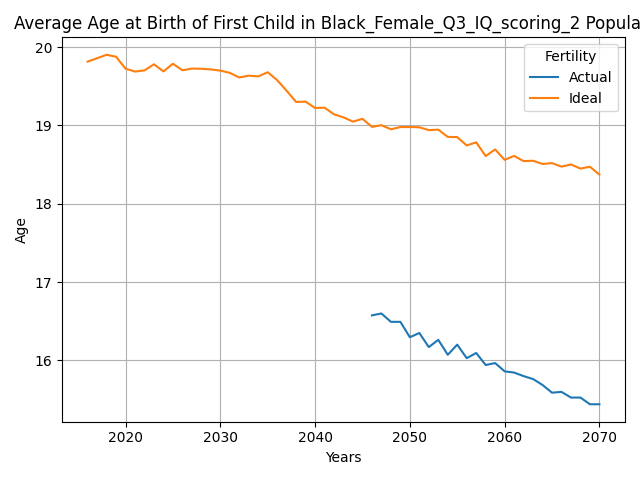 Average Age at Birth of First Child in Black_Female_Q3_IQ_scoring_2 Popula
Fertility
Actual
Ideal
20
19
18
17
16
Age
2020 2030 2040 2050 2060 2070
Years